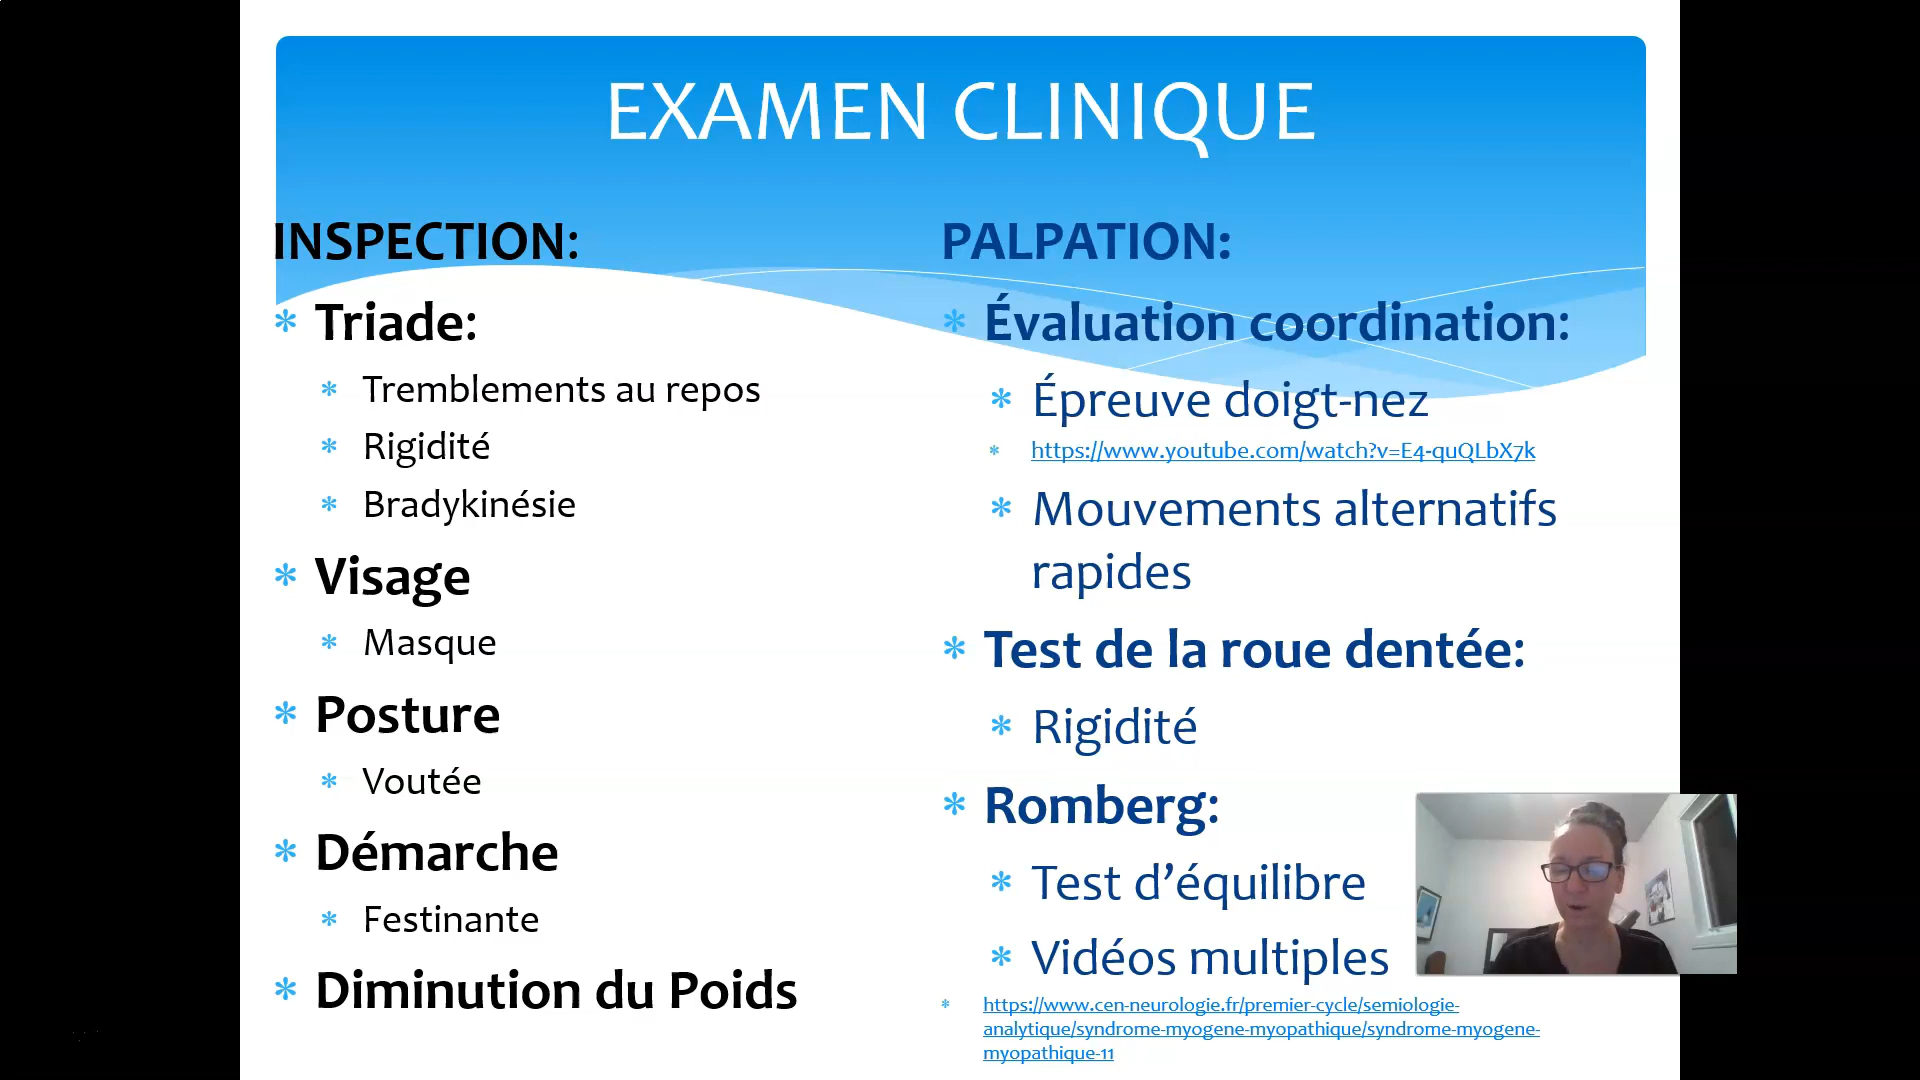 EXAMEN CLINIQUE
INSPECTION:
* Triade:
* Tremblements au repos
* Rigidité
* Bradykinésie
* Visage
* Masque
* Posture
* Voutée
* Démarche
* Festinante
* Diminution du Poids
PALPATION:
* Évaluation coordination:
* Épreuve doigt-nez
* https://www.youtube.com/watch?v=E4-quQLbX7k
* Mouvements alternatifs
rapides
* Test de la roue dentée:
* Rigidité
* Romberg:
* Test d’équilibre
* Vidéos multiples
* https://www.cen-neurologie.fr/premier-cycle/semiologie-
analytique/syndrome-myogene-myopathique/syndrome-myogene-
myopathique-11